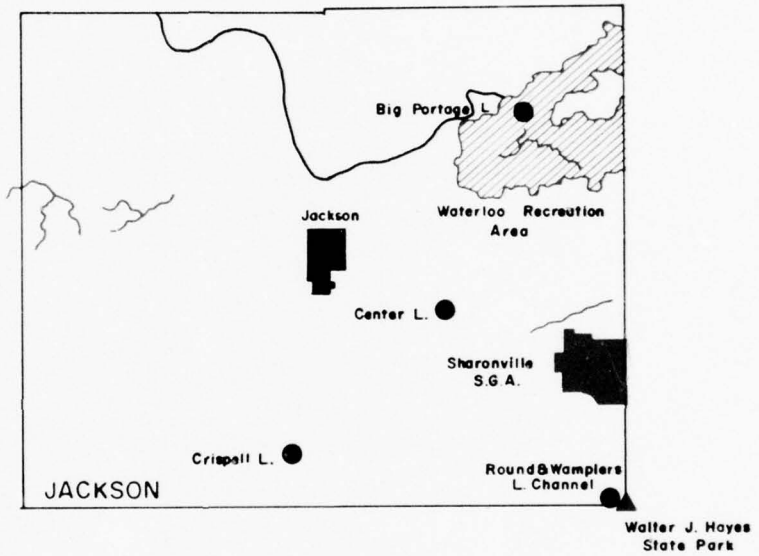 Big Portage L.
Waterloo Recreation
Area
Jackson
Center L.
Sharonville
S.G.A.
Crispell L.
Round & Wamplers
L. Channel
JACKSON
Walter J. Hayes
State Park